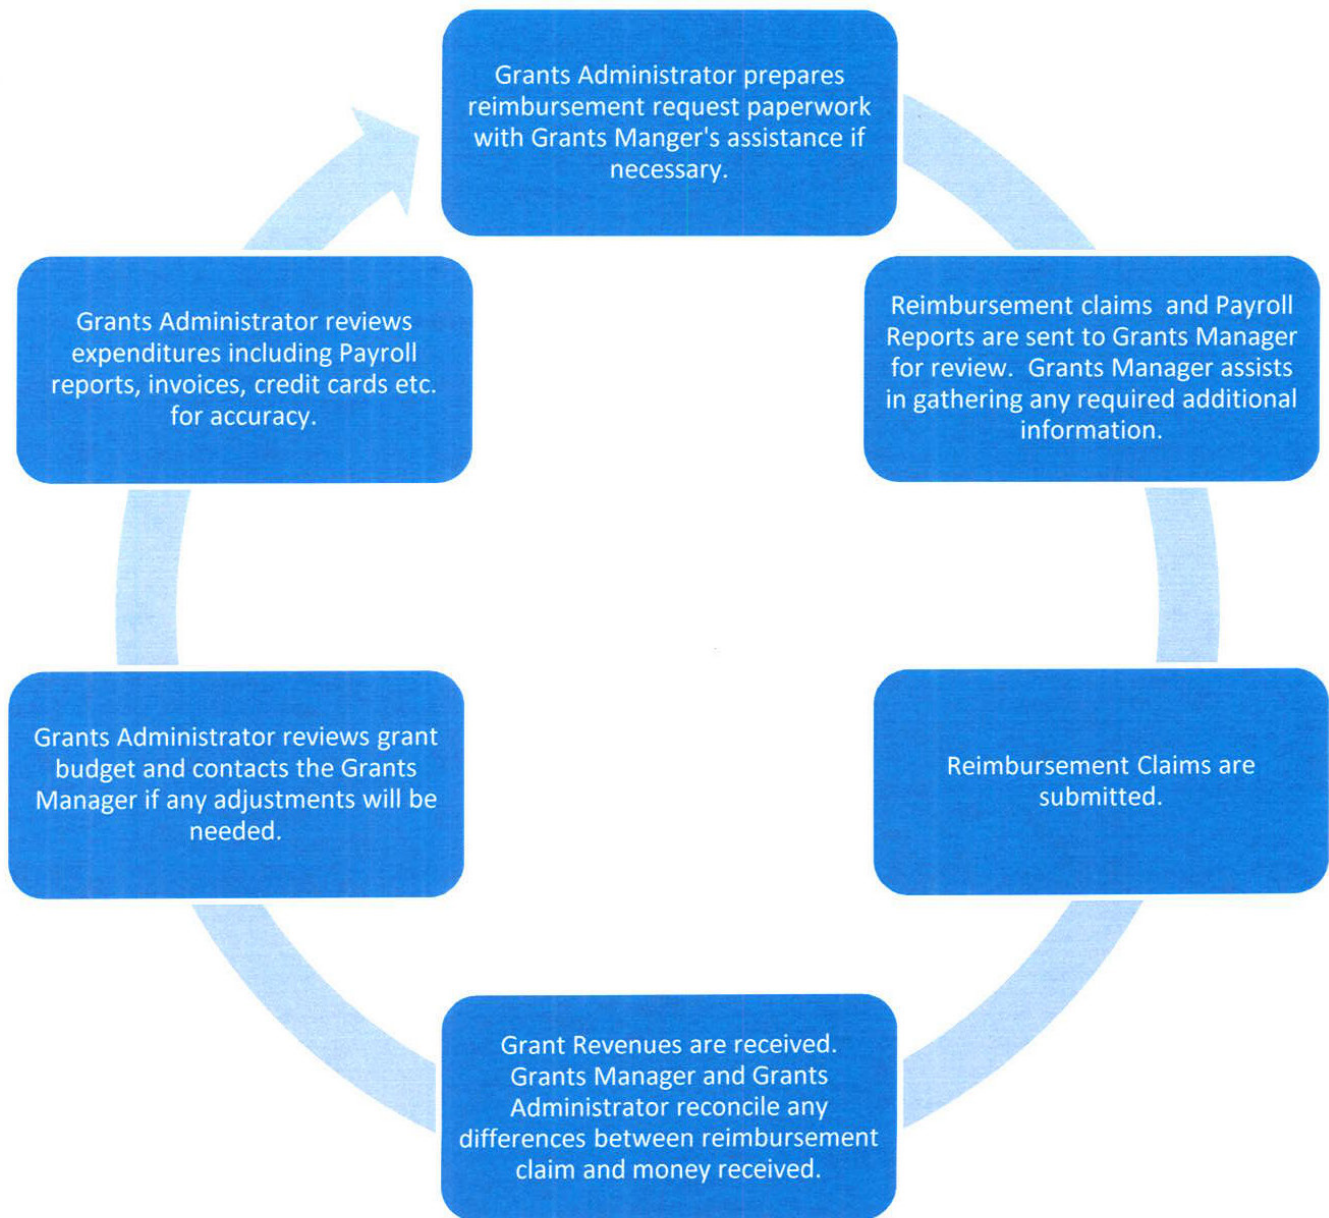 Grants Administrator prepares
reimbursement request paperwork
with Grants Manger's assistance if
necessary.
Reimbursement claims and Payroll
Reports are sent to Grants Manager
for review. Grants Manager assists
in gathering any required additional
information.
Reimbursement Claims are
submitted.
Grant Revenues are received.
Grants Manager and Grants
Administrator reconcile any
differences between reimbursement
claim and money received.
Grants Administrator reviews grant
budget and contacts the Grants
Manager if any adjustments will be
needed.
Grants Administrator reviews
expenditures including Payroll
reports, invoices, credit cards etc.
for accuracy.